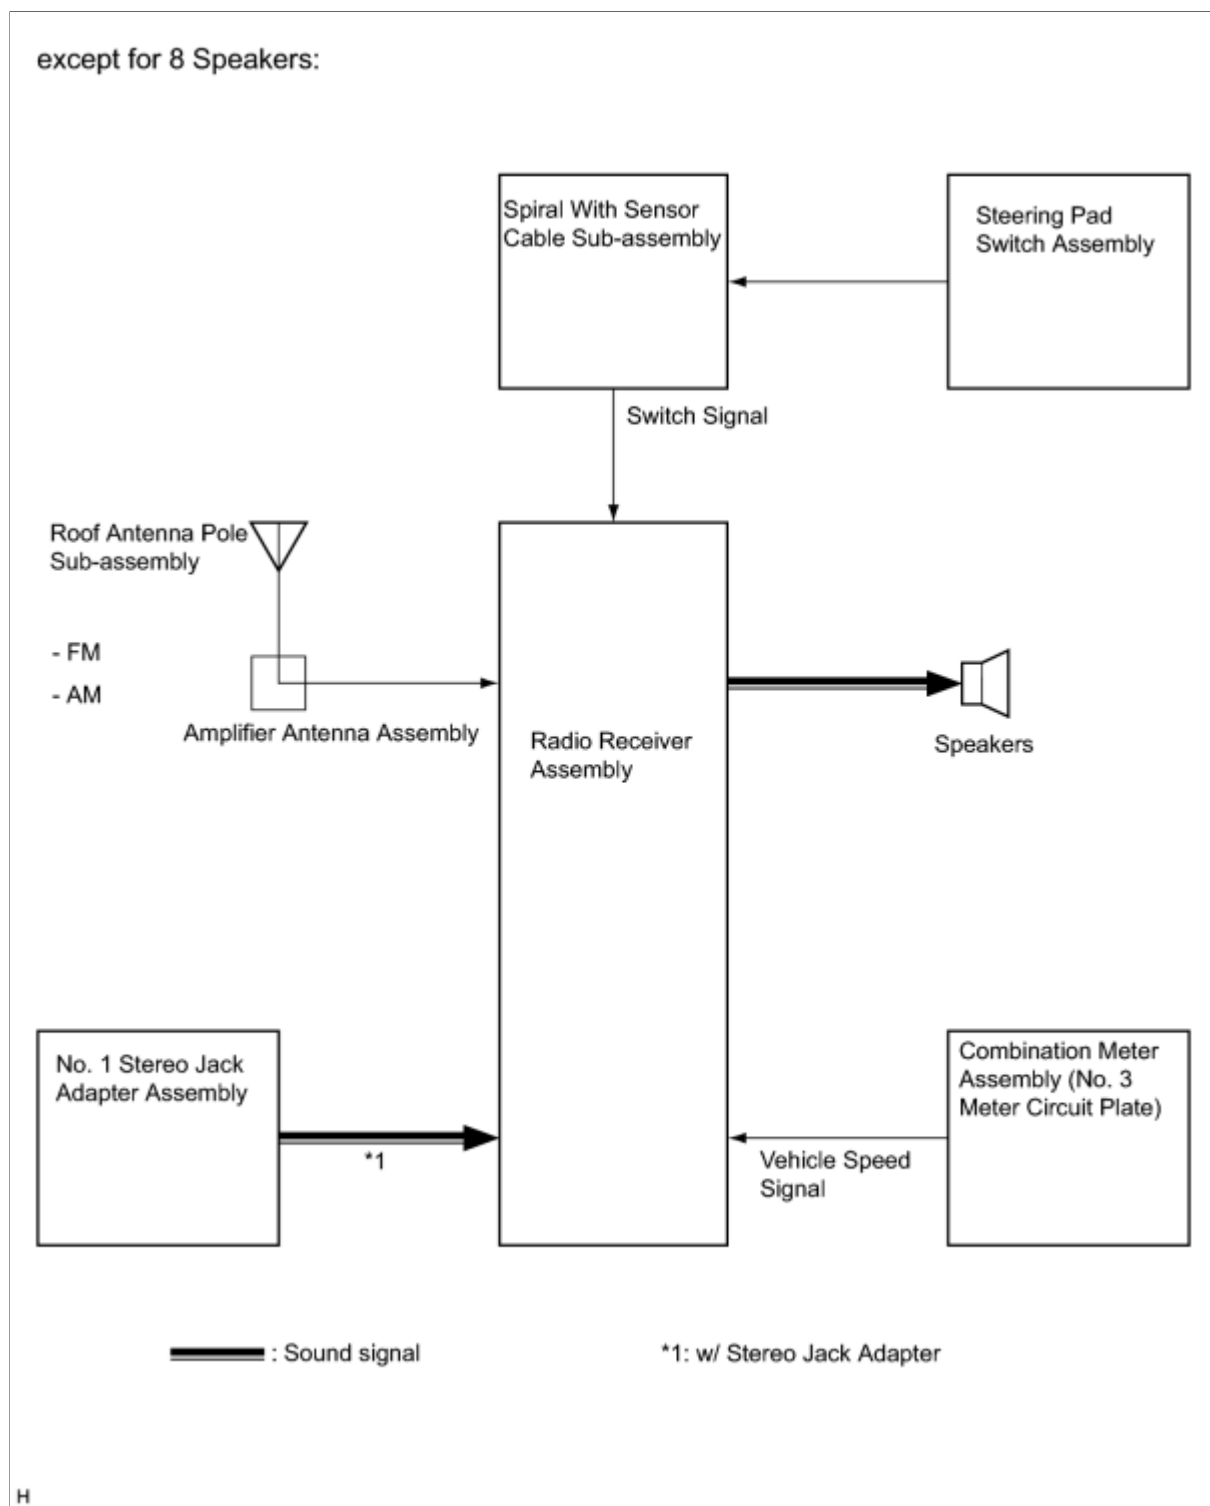 except for 8 Speakers:
Spiral With Sensor
Cable Sub-assembly
Steering Pad
Switch Assembly
Switch Signal
Roof Antenna Pole
Sub-assembly
- FM
- AM
Amplifier Antenna Assembly
Radio Receiver
Assembly
Speakers
No. 1 Stereo Jack
Adapter Assembly
*1
Combination Meter
Assembly (No. 3
Meter Circuit Plate)
Vehicle Speed
Signal
: Sound signal
*1: w/ Stereo Jack Adapter
H